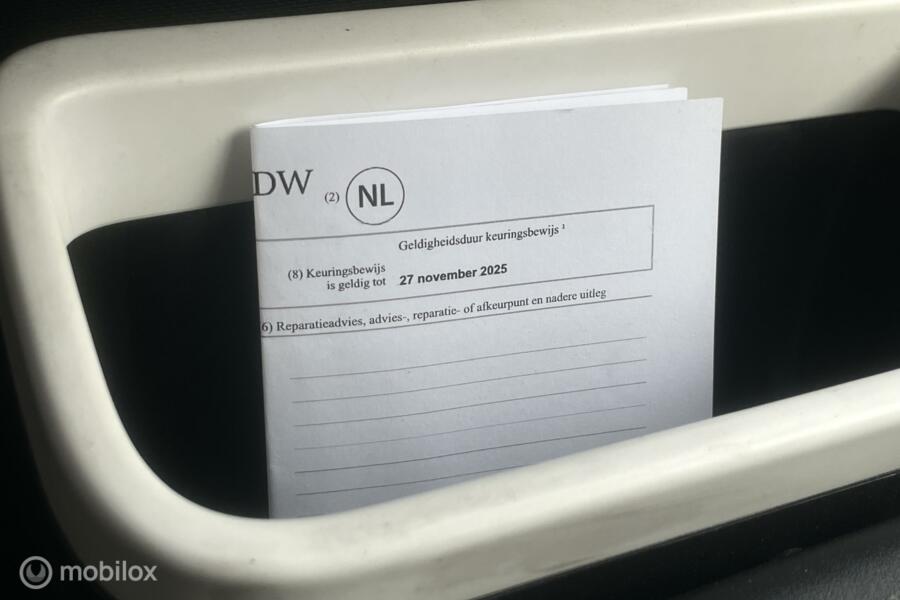 DW (2) NL
Geldigheidsduur keuringsbewijs ¹
(8) Keuringsbewijs
is geldig tot 27 november 2025
6) Reparatieadvies, advies-, reparatie- of afkeurpunt en nadere uitleg
mobilox